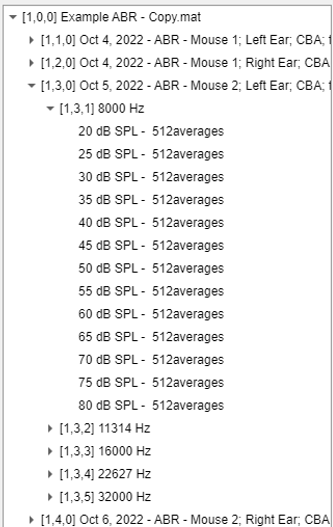 [1,0,0] Example ABR - Copy.mat
[1,1,0] Oct 4, 2022 - ABR - Mouse 1; Left Ear; CBA;
[1,2,0] Oct 4, 2022 - ABR - Mouse 1; Right Ear; CBA
[1,3,0] Oct 5, 2022 - ABR - Mouse 2; Left Ear; CBA;
[1,3,1] 8000 Hz
20 dB SPL - 512averages
25 dB SPL - 512averages
30 dB SPL - 512averages
35 dB SPL - 512averages
40 dB SPL - 512averages
45 dB SPL - 512averages
50 dB SPL - 512averages
55 dB SPL - 512averages
60 dB SPL - 512averages
65 dB SPL - 512averages
70 dB SPL - 512averages
75 dB SPL - 512averages
80 dB SPL - 512averages
[1,3,2] 11314 Hz
[1,3,3] 16000 Hz
[1,3,4] 22627 Hz
[1,3,5] 32000 Hz
[1,4,0] Oct 6, 2022 - ABR - Mouse 2; Right Ear; CBA